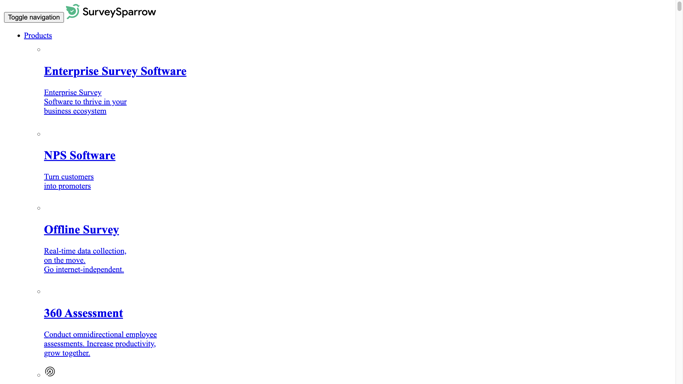 Toggle navigation SurveySparrow
Products
Enterprise Survey Software
Enterprise Survey
Software to thrive in your
business ecosystem
NPS Software
Turn customers
into promoters
Offline Survey
Real-time data collection,
on the move.
Go internet-independent.
360 Assessment
Conduct omnidirectional employee
assessments. Increase productivity,
grow together.